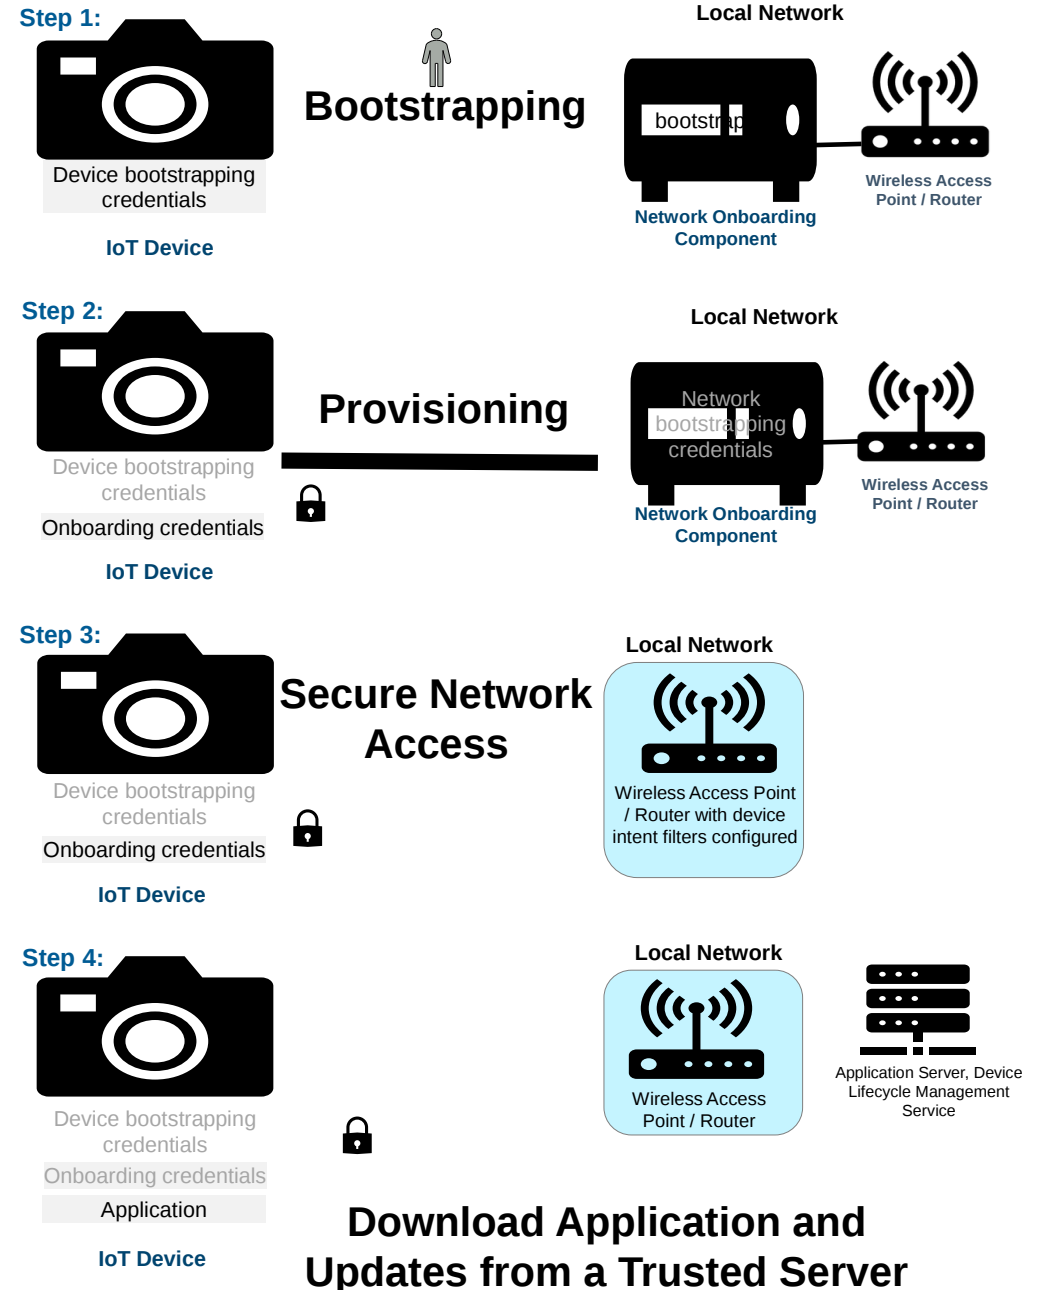 Step 1:
Local Network
Bootstrapping
bootstrap
Device bootstrapping
credentials
Wireless Access
Point / Router
Network Onboarding
Component
IoT Device
Step 2:
Local Network
Provisioning
Network
bootstrapping
credentials
Device bootstrapping
credentials
Wireless Access
Point / Router
Onboarding credentials
Network Onboarding
Component
IoT Device
Step 3:
Local Network
Secure Network
Access
Device bootstrapping
credentials
Wireless Access Point
/ Router with device
intent filters configured
Onboarding credentials
IoT Device
Step 4:
Local Network
Application Server, Device
Lifecycle Management
Service
Wireless Access
Point / Router
Device bootstrapping
credentials
Onboarding credentials
Application
IoT Device
Download Application and
Updates from a Trusted Server